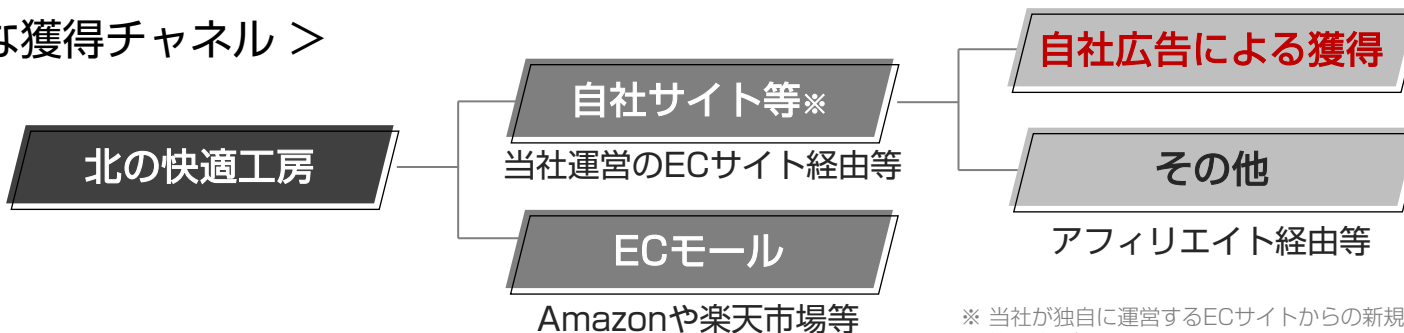 な獲得チャネル ＞
自社広告による獲得
自社サイト等※
北の快適工房
当社運営のECサイト経由等
その他
ECモール
アフィリエイト経由等
Amazonや楽天市場等
※ 当社が独自に運営するECサイトからの新規